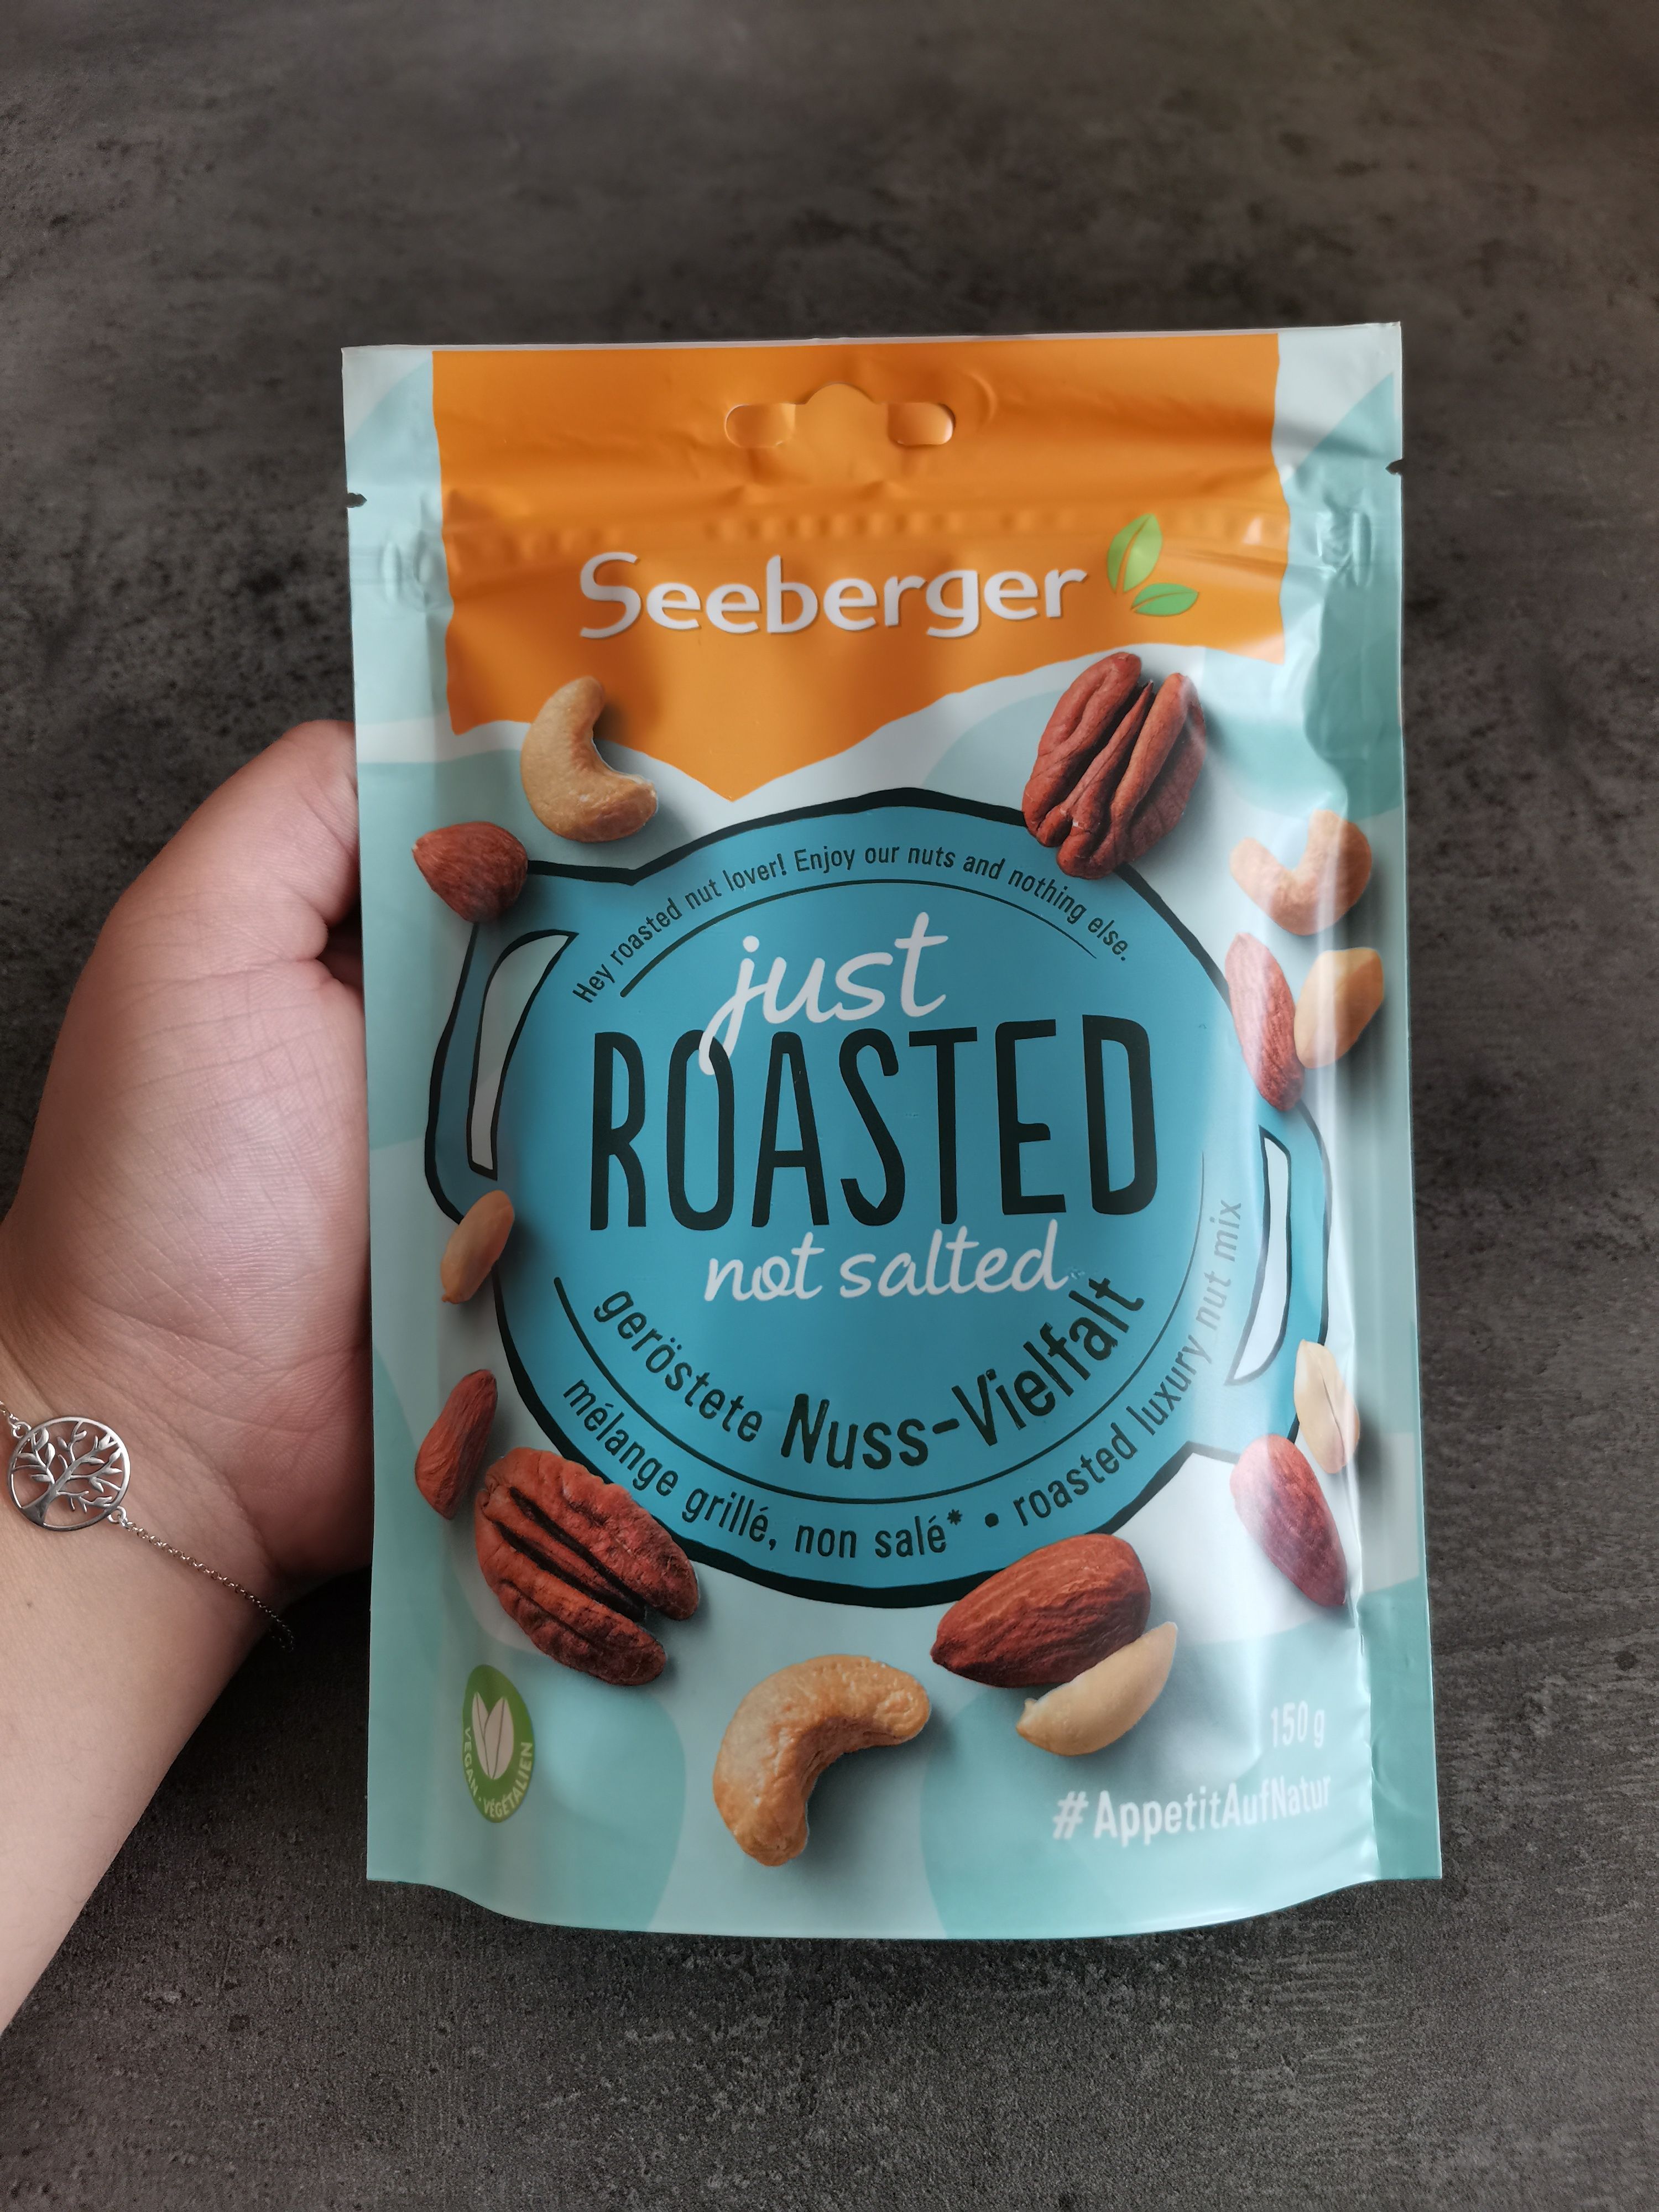 Seeberger
Hey roasted nut lover! Enjoy our nuts and nothing else.
just
ROASTED
not salted
geröstete Nuss-Vielfalt
mélange grillé, non salé* • roasted luxury nut mix
VEGAN • VÉGÉTALIEN
150 g
#AppetitAufNatur